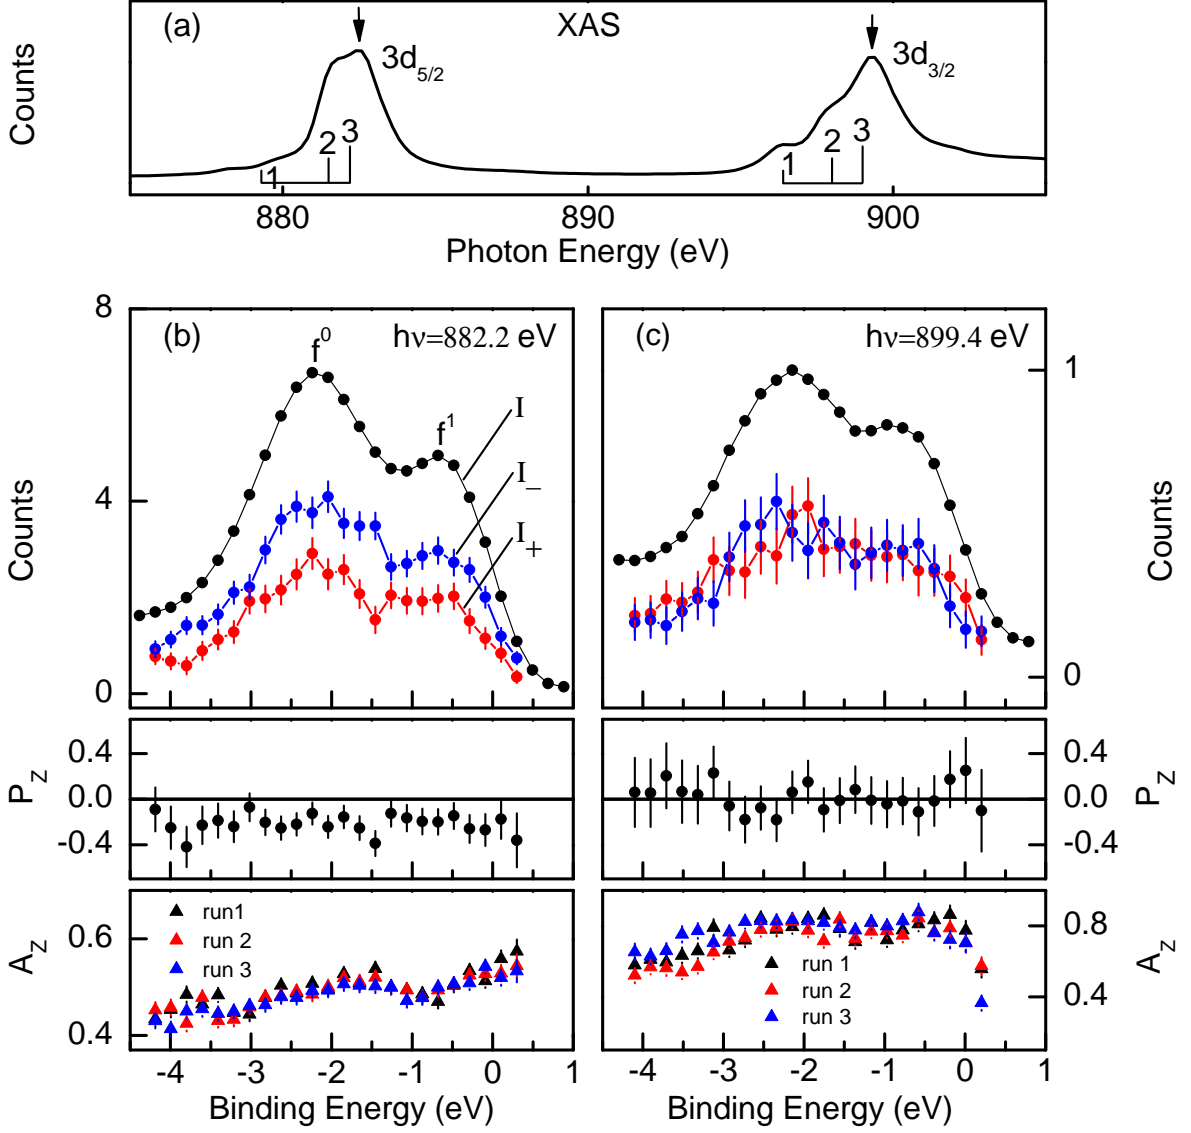 (a)
XAS
Counts
3d5/2
3d3/2
1 2 3
1 2 3
880 890 900
Photon Energy (eV)
8
(b)
hν=882.2 eV
f0
f1
I
I−
I+
4
0
Counts
(c)
hν=899.4 eV
1
0
Counts
PZ
0.4
0.0
-0.4
0.4
0.0
-0.4
PZ
AZ
0.6
0.4
run1
run 2
run 3
run 1
run 2
run 3
0.8
0.4
AZ
-4 -3 -2 -1 0 1
Binding Energy (eV)
-4 -3 -2 -1 0 1
Binding Energy (eV)